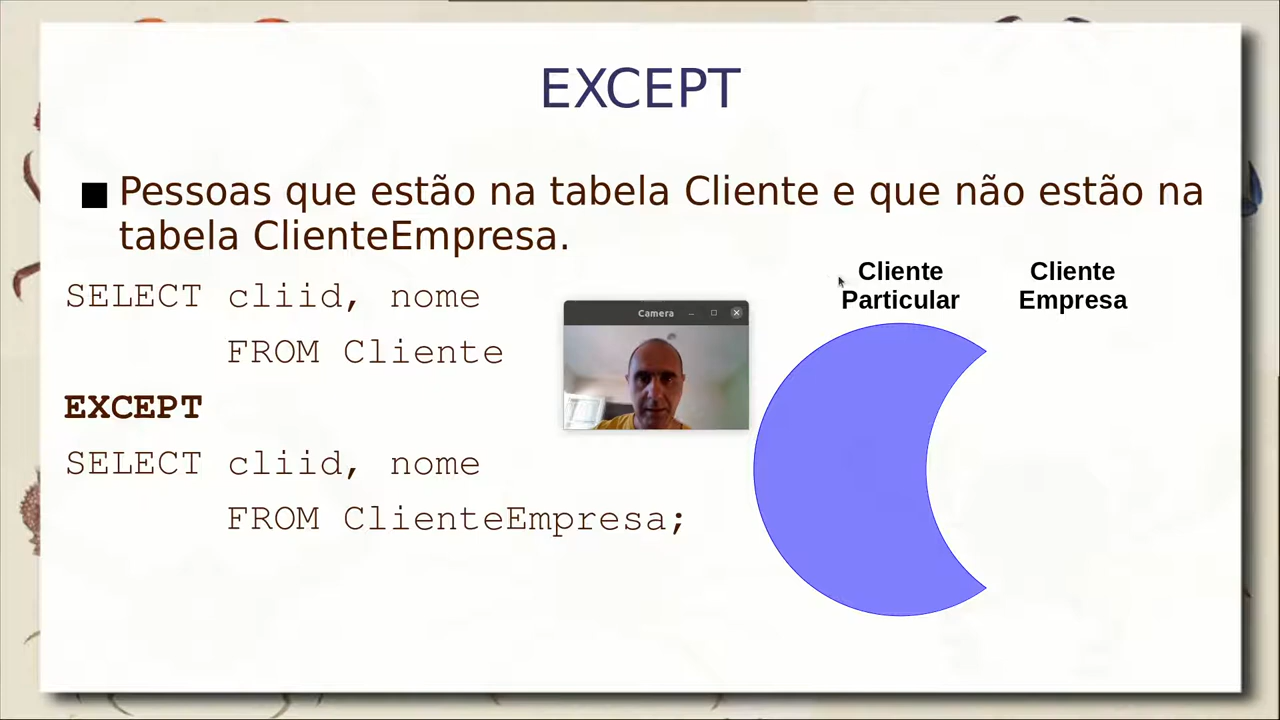 EXCEPT
■ Pessoas que estão na tabela Cliente e que não estão na
tabela ClienteEmpresa.
SELECT cliid, nome
FROM Cliente
EXCEPT
SELECT cliid, nome
FROM ClienteEmpresa;
Camera
Cliente
Particular
Cliente
Empresa